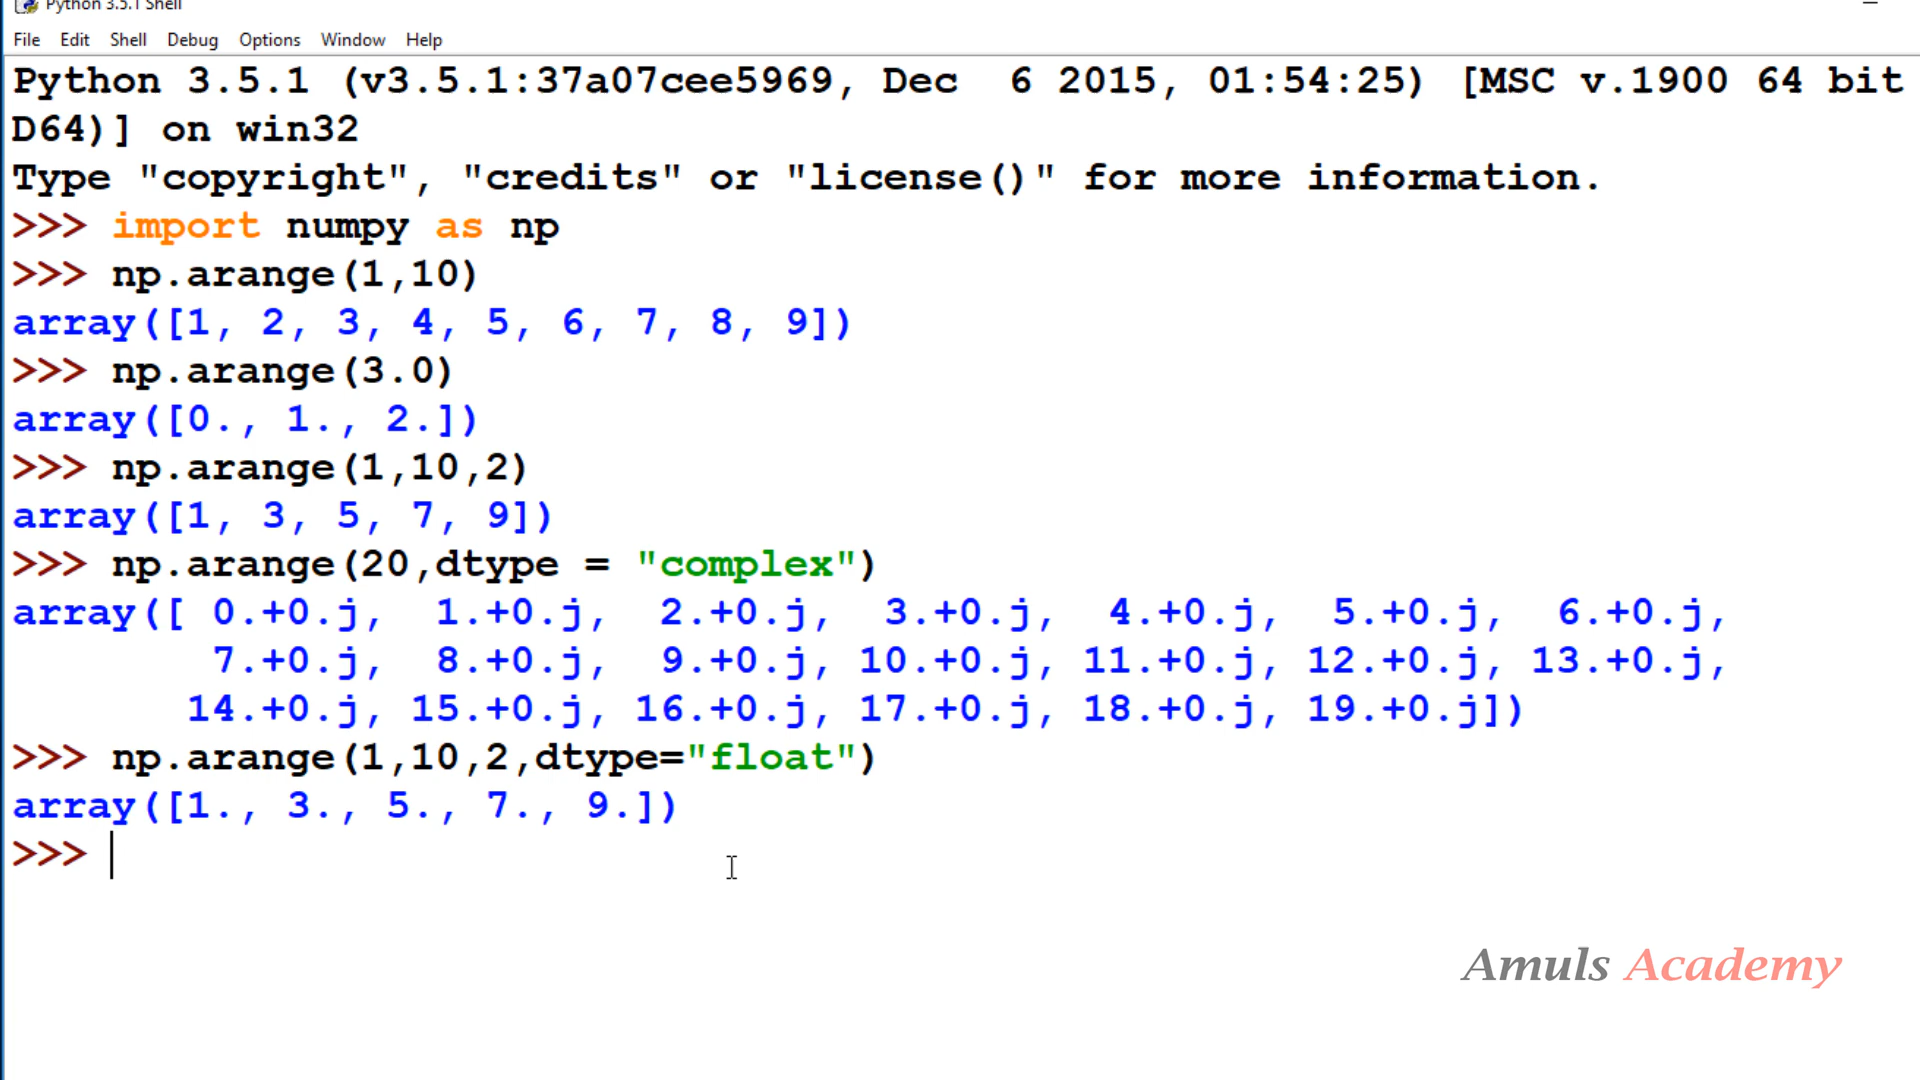 Python 3.5.1 Shell
File Edit Shell Debug Options Window Help
Python 3.5.1 (v3.5.1:37a07cee5969, Dec  6 2015, 01:54:25) [MSC v.1900 64 bit
D64)] on win32
Type "copyright", "credits" or "license()" for more information.
>>> import numpy as np
>>> np.arange(1,10)
array([1, 2, 3, 4, 5, 6, 7, 8, 9])
>>> np.arange(3.0)
array([0., 1., 2.])
>>> np.arange(1,10,2)
array([1, 3, 5, 7, 9])
>>> np.arange(20,dtype = "complex")
array([ 0.+0.j,  1.+0.j,  2.+0.j,  3.+0.j,  4.+0.j,  5.+0.j,  6.+0.j,
        7.+0.j,  8.+0.j,  9.+0.j, 10.+0.j, 11.+0.j, 12.+0.j, 13.+0.j,
       14.+0.j, 15.+0.j, 16.+0.j, 17.+0.j, 18.+0.j, 19.+0.j])
>>> np.arange(1,10,2,dtype="float")
array([1., 3., 5., 7., 9.])
>>>
Amuls Academy